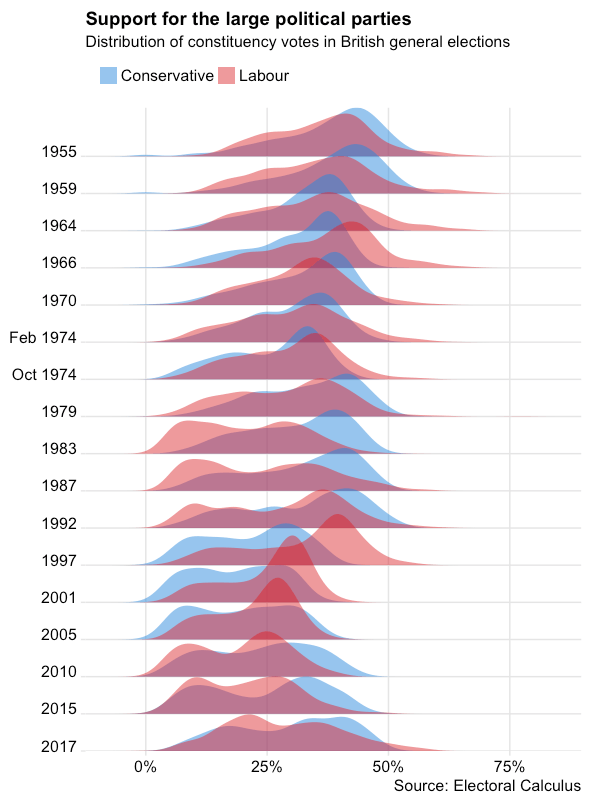 Support for the large political parties
Distribution of constituency votes in British general elections
Conservative Labour
1955
1959
1964
1966
1970
Feb 1974
Oct 1974
1979
1983
1987
1992
1997
2001
2005
2010
2015
2017
0% 25% 50% 75%
Source: Electoral Calculus